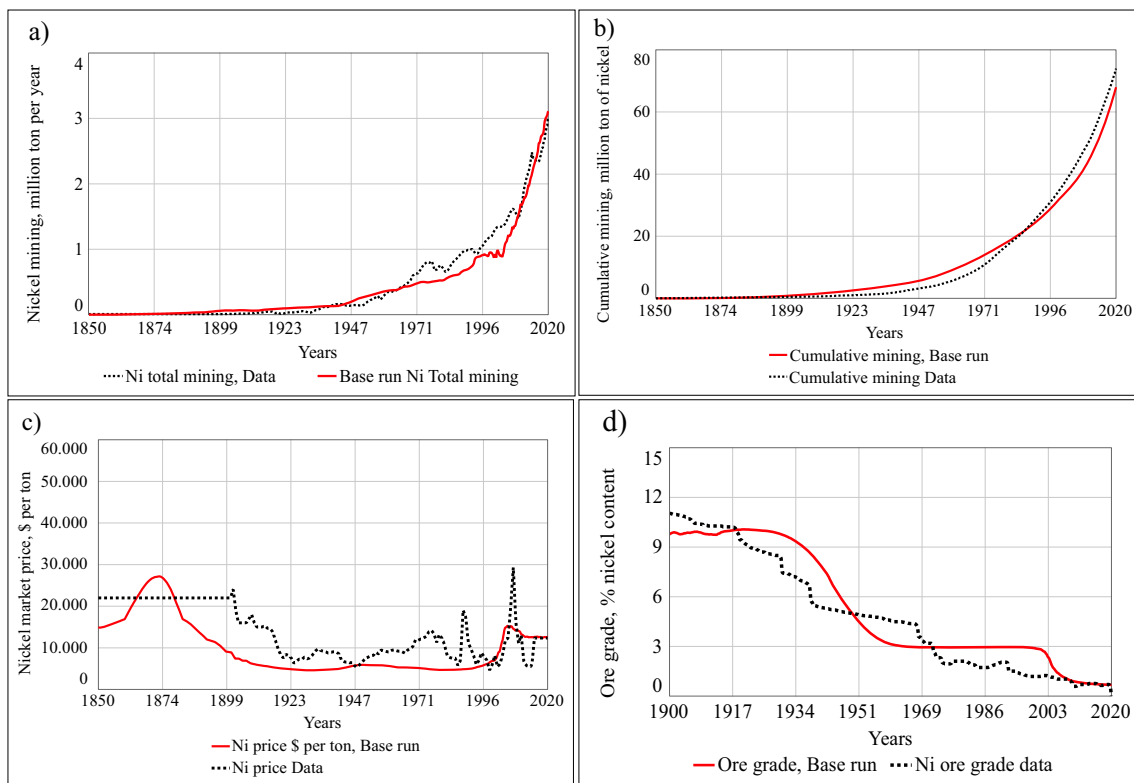 a)
Nickel mining, million ton per year
4
3
2
1
0
1850 1874 1899 1923 1947 1971 1996 2020
Years
Ni total mining, Data Base run Ni Total mining
b)
Cumulative mining, million ton of nickel
80
60
40
20
0
1850 1874 1899 1923 1947 1971 1996 2020
Years
Cumulative mining, Base run
Cumulative mining Data
c)
Nickel market price, $ per ton
60.000
50.000
40.000
30.000
20.000
10.000
0
1850 1874 1899 1923 1947 1971 1996 2020
Years
Ni price $ per ton, Base run
Ni price Data
d)
Ore grade, % nickel content
15
12
9
6
3
0
1900 1917 1934 1951 1969 1986 2003 2020
Years
Ore grade, Base run Ni ore grade data